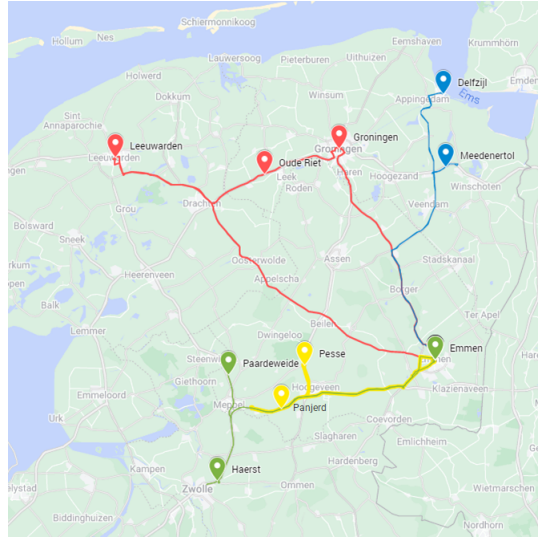 Schiermonnikoog
Hollum
Nes
Lauwersoog
Pieterburen
Uithuizen
Eemshaven
Krummhörn
Holwerd
Dokkum
Winsum
Delfzijl
Appingedam
Emden
Ems
Sint
Annaparochie
Leeuwarden
Leeuwarden
Groningen
Groningen
Oude Riet
Meedenertol
Leek
Roden
Haren
Hoogezand
Winschoten
Grou
Drachten
Veendam
Bolsward
Sneek
Assen
Stadskanaal
Heerenveen
Oosterwolde
Appelscha
Borger
Balk
Ter Apel
Beilen
Dwingeloo
Emmen
Steenwijk
Paardeweide
Pesse
Giethoorn
Hoogeveen
Klazienaveen
Emmeloord
Meppel
Panjerd
Urk
Coevorden
Slagharen
Emlichheim
Haerst
Kampen
Hardenberg
Zwolle
Ommen
Wietmarschen
Biddinghuizen
Nordhorn